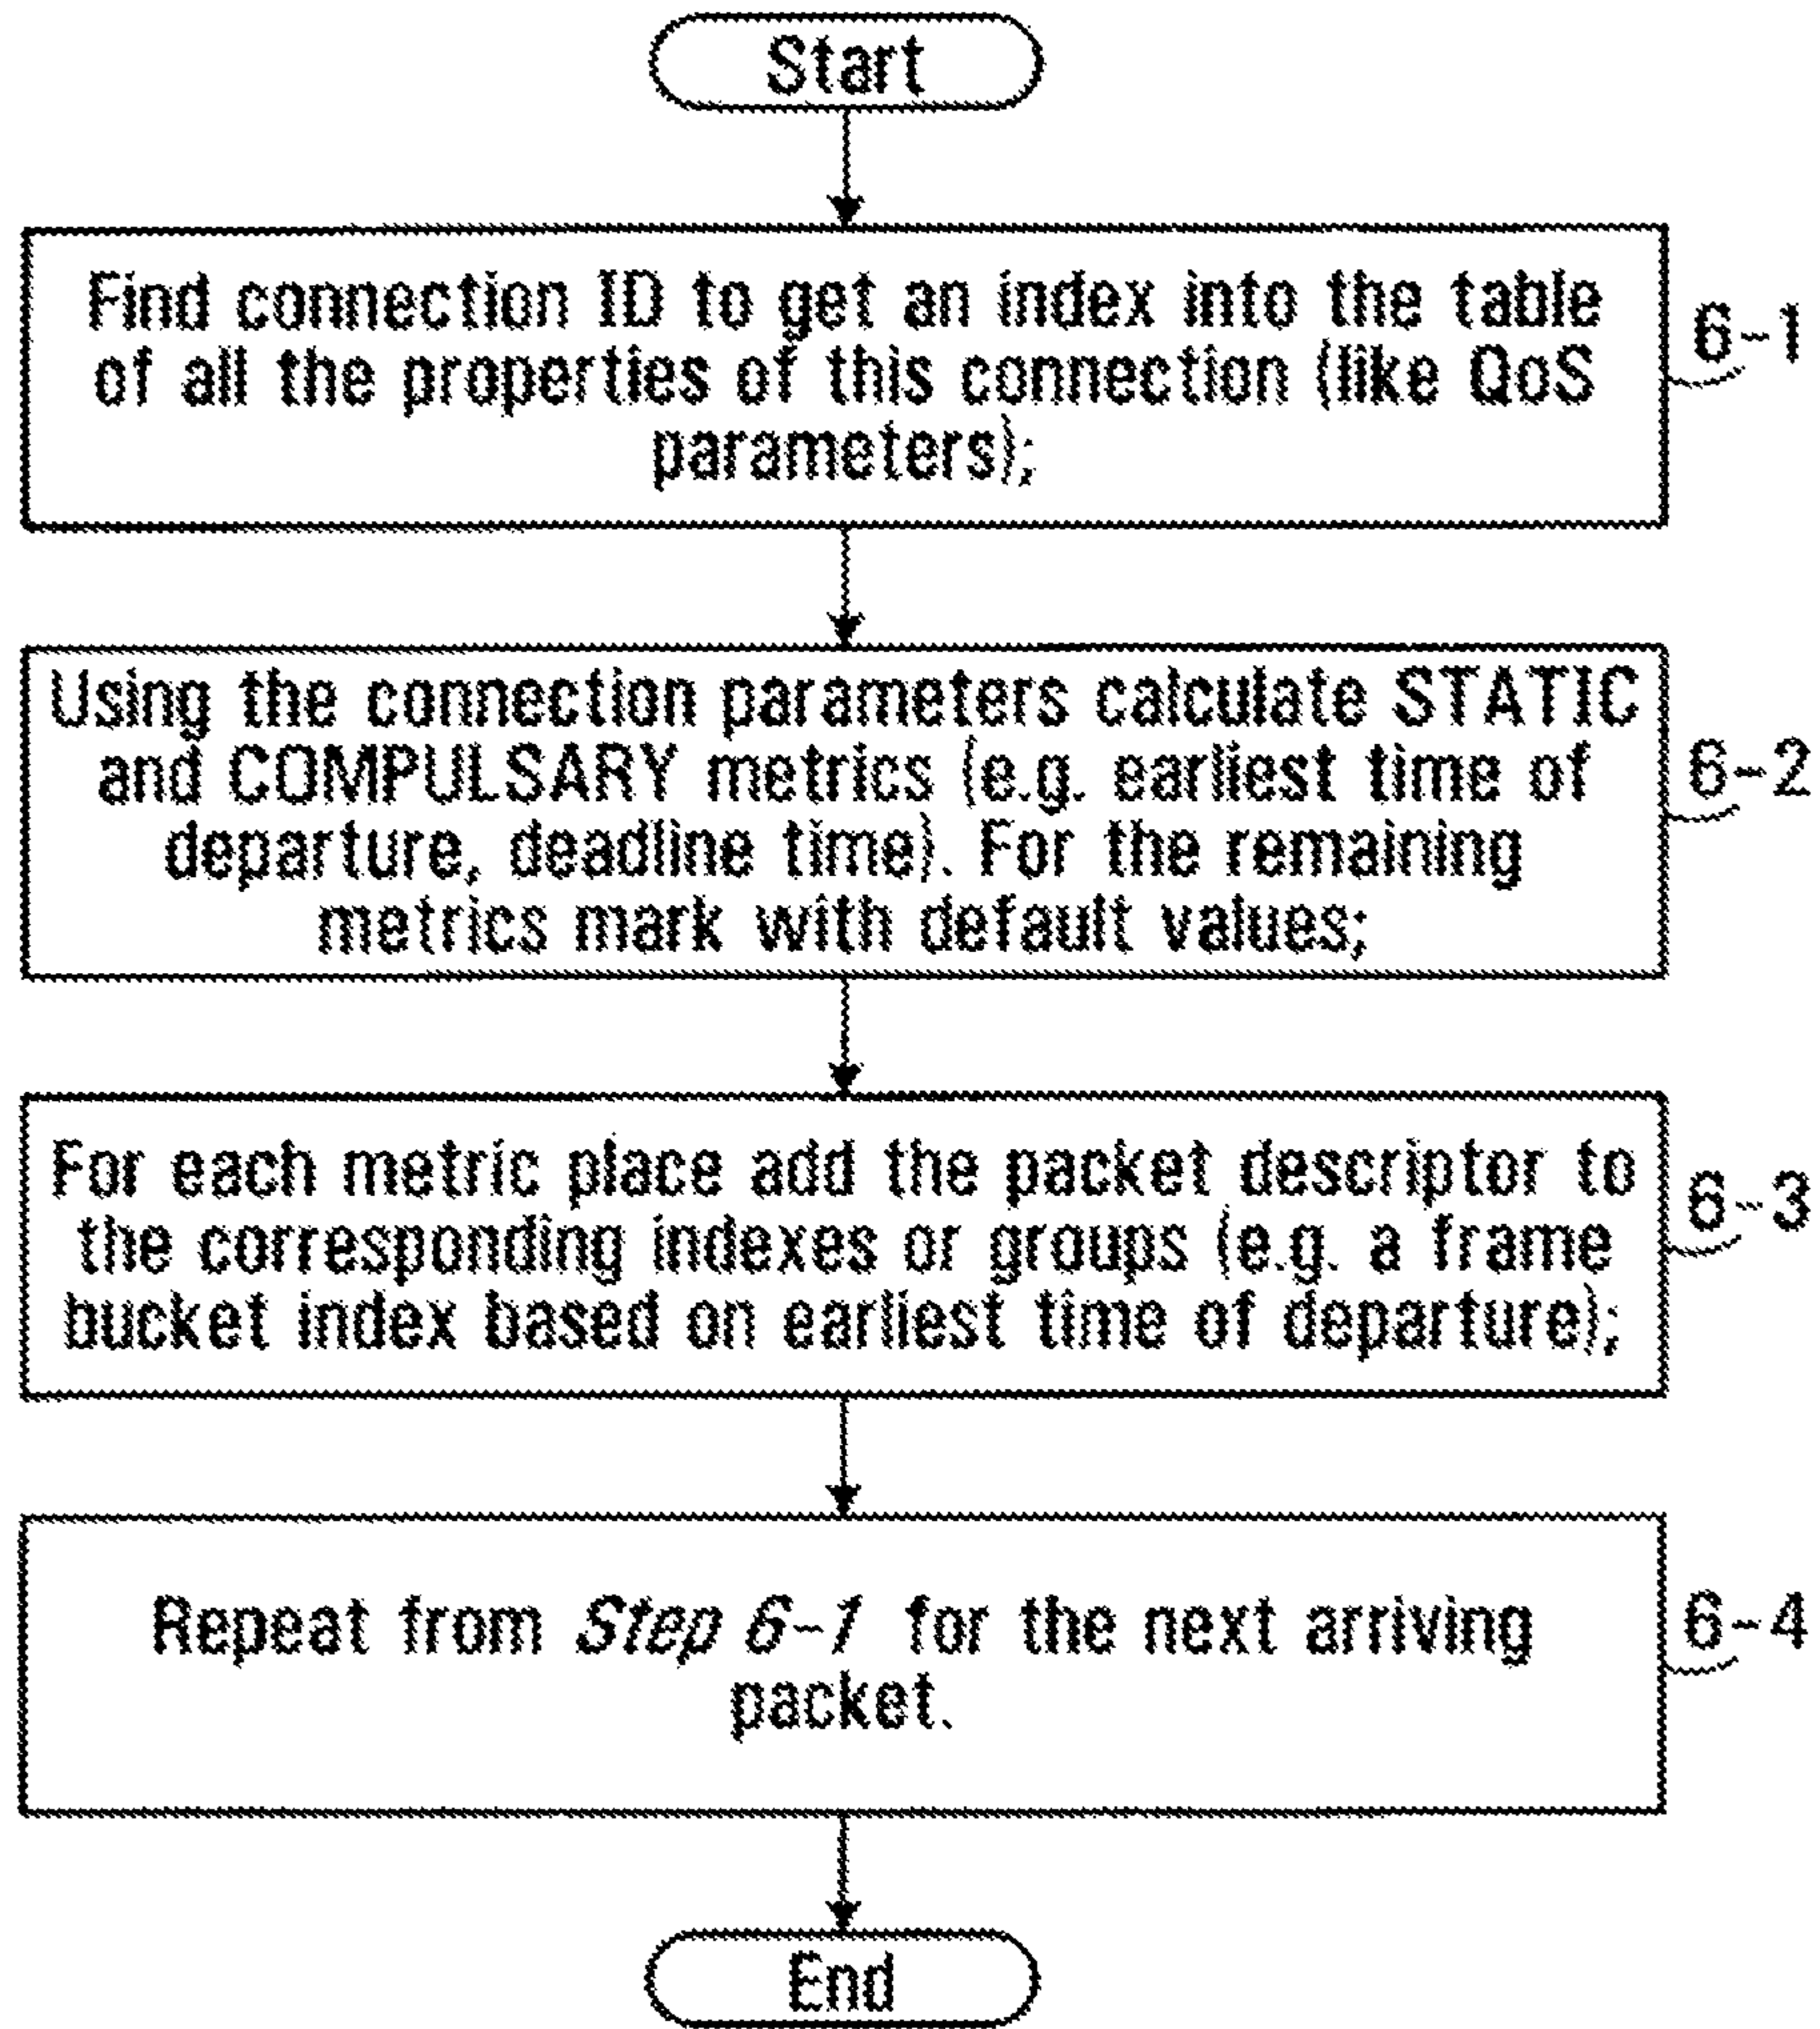 Start
Find connection ID to get an index into the table
of all the properties of this connection (like QoS
parameters);
6-1
Using the connection parameters calculate STATIC
and COMPULSARY metrics (e.g. earliest time of
departure, deadline time). For the remaining
metrics mark with default values;
6-2
For each metric place add the packet descriptor to
the corresponding indexes or groups (e.g. a frame
bucket index based on earliest time of departure);
6-3
Repeat from Step 6-1 for the next arriving
packet.
6-4
End